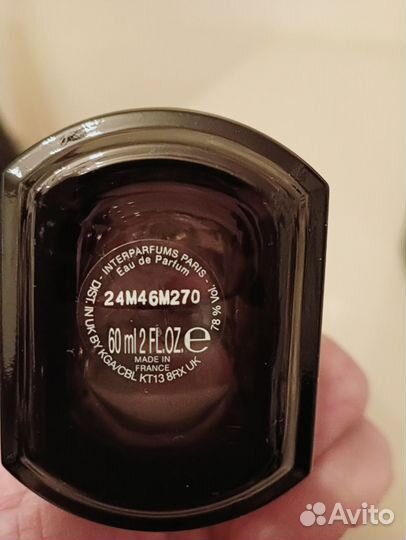 DIST. IN UK BY KGA/CBL KT13 8RX UK - INTERPARFUMS PARIS -
Eau de Parfum
24M46M270
60 ml 2 FL.OZ. e
78 % Vol.
MADE IN
FRANCE
Avito